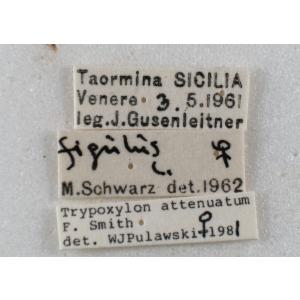 Taormina SICILIA
Venere 3.5.1961
leg.J.Gusenleitner
figulus ♀
M.Schwarz det.1962
Trypoxylon attenuatum
F. Smith ♀
det. WJPulawski 1981